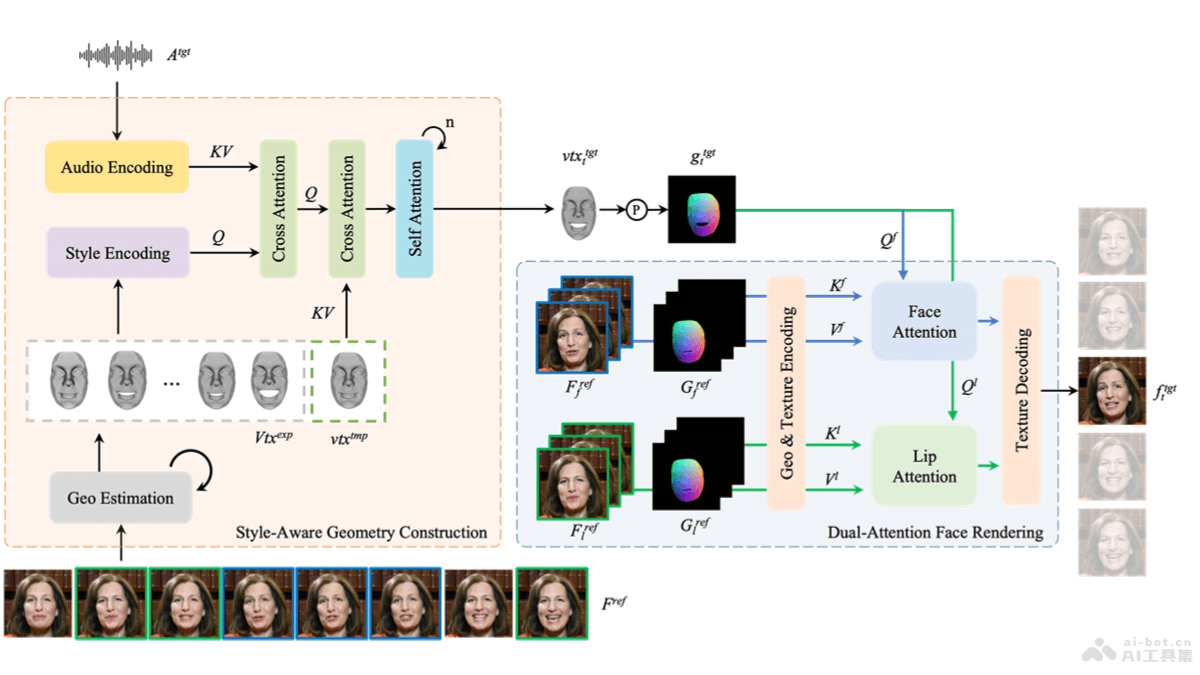 A^tgt
n
Audio Encoding
KV
Cross Attention
Q
Cross Attention
Self Attention
Style Encoding
Q
KV
...
Vtx^exp
vtx^tmp
Geo Estimation
Style-Aware Geometry Construction
F^ref
vtx_t^tgt
g_t^tgt
P
Q^f
K^f
V^f
Face
Attention
F_f^ref
G_f^ref
Geo & Texture Encoding
Q^l
Texture Decoding
f_t^tgt
K^l
V^l
Lip
Attention
F_l^ref
G_l^ref
Dual-Attention Face Rendering
ai-bot.cn
AI工具集